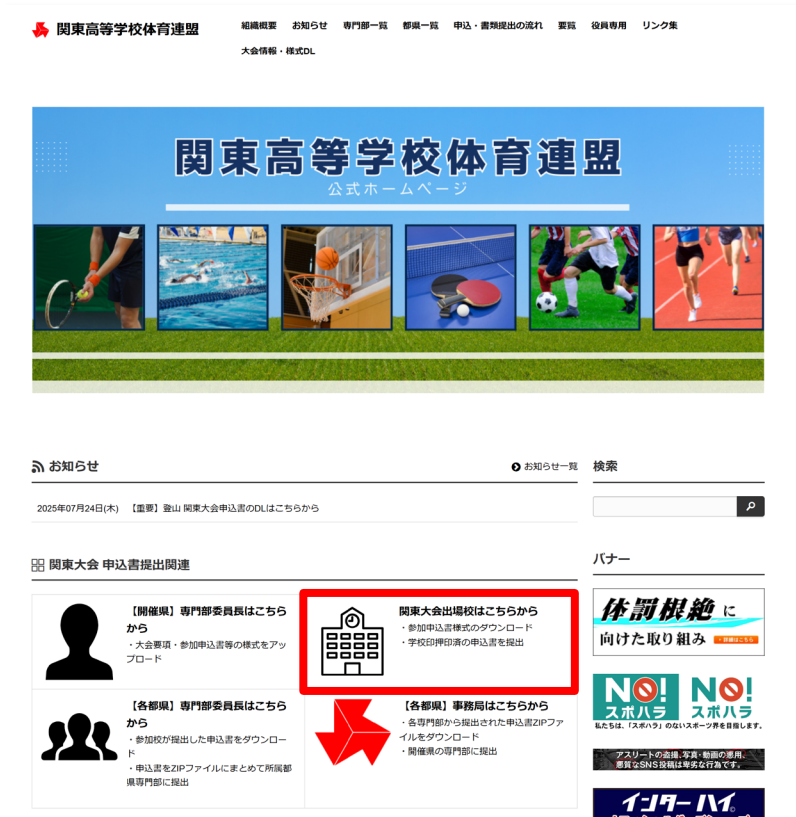 関東高等学校体育連盟
組織概要 お知らせ 専門部一覧 都県一覧 申込・書類提出の流れ 要覧 役員専用 リンク集
大会情報・様式DL
関東高等学校体育連盟
公式ホームページ
お知らせ
お知らせ一覧
2025年07月24日(木) 【重要】登山 関東大会申込書のDLはこちらから
関東大会 申込書提出関連
【開催県】専門部委員長はこちら
から
・大会要項・参加申込書等の様式をアッ
プロード
関東大会出場校はこちらから
・参加申込書様式のダウンロード
・学校印押印済の申込書を提出
【各都県】専門部委員長はこちら
から
・参加校が提出した申込書をダウンロー
ド
・申込書をZIPファイルにまとめて所属都
県専門部に提出
【各都県】事務局はこちらから
・各専門部から提出された申込書ZIPファ
イルをダウンロード
・開催県の専門部に提出
検索
バナー
体罰根絶 に
向けた取り組み
詳細はこちら
NO!
スポハラ
NO!
スポハラ
私たちは、「スポハラ」のないスポーツ界を目指します。
アスリートの盗撮、写真・動画の悪用、
悪質なSNS投稿は卑劣な行為です。
インターハイ